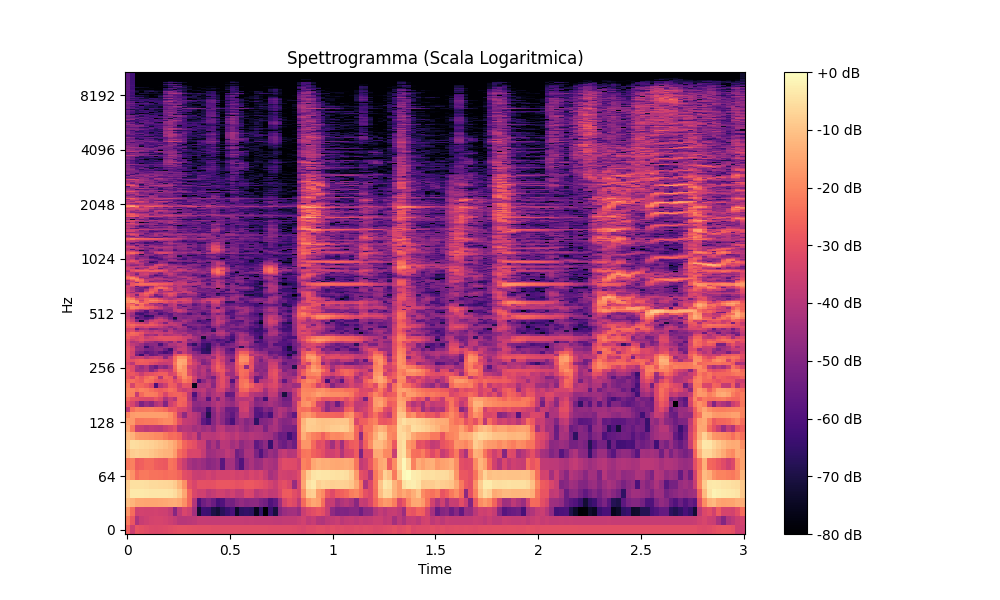 Spettrogramma (Scala Logaritmica)
Hz
8192
4096
2048
1024
512
256
128
64
0
0
0.5
1
1.5
2
2.5
3
Time
+0 dB
-10 dB
-20 dB
-30 dB
-40 dB
-50 dB
-60 dB
-70 dB
-80 dB